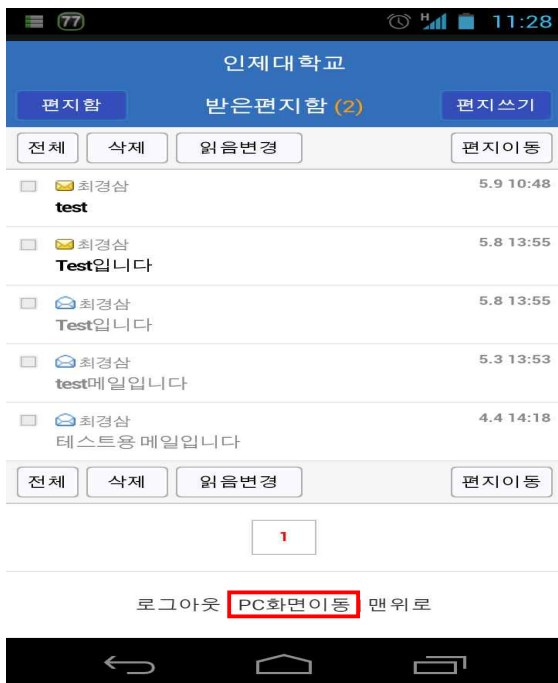 77 H 11:28
인제대학교
편지함 받은편지함 (2) 편지쓰기
전체 삭제 읽음변경 편지이동
최경삼 5.9 10:48
test
최경삼 5.8 13:55
Test입니다
최경삼 5.8 13:55
Test입니다
최경삼 5.3 13:53
test메일입니다
최경삼 4.4 14:18
테스트용 메일입니다
전체 삭제 읽음변경 편지이동
1
로그아웃 PC화면이동 맨위로